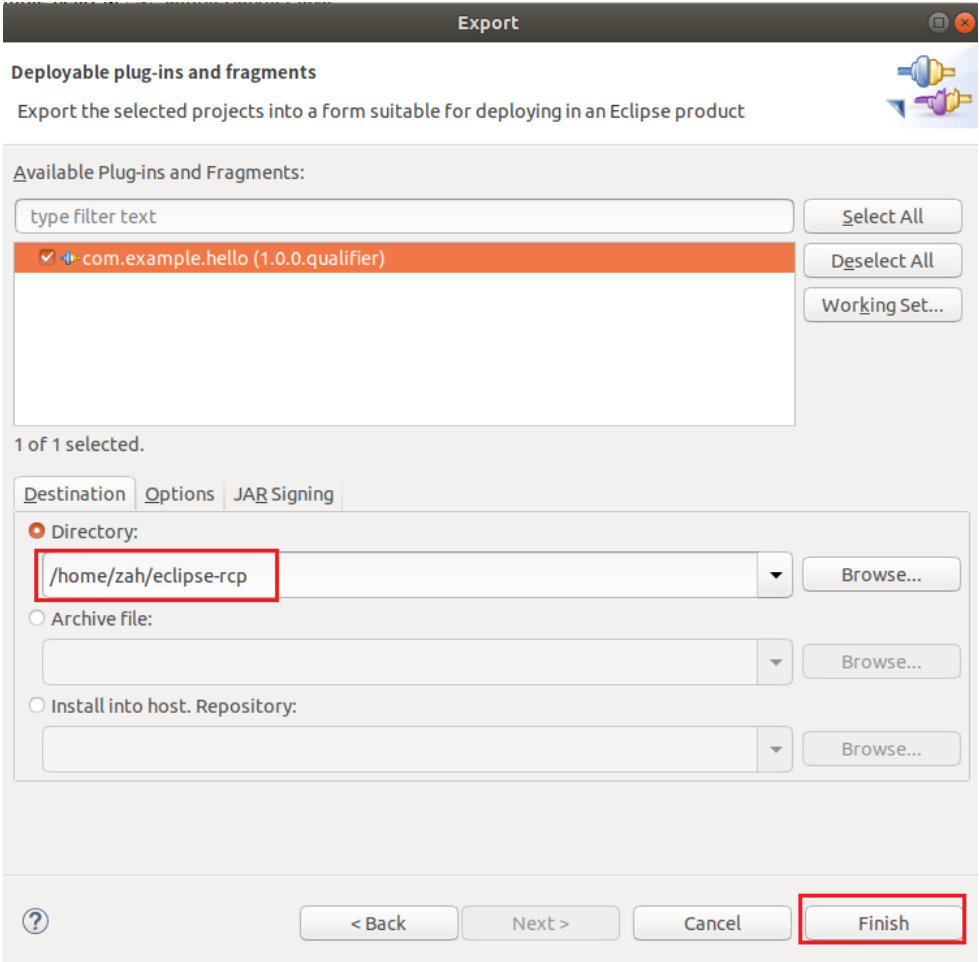 Export
Deployable plug-ins and fragments
Export the selected projects into a form suitable for deploying in an Eclipse product
Available Plug-ins and Fragments:
type filter text
Select All
com.example.hello (1.0.0.qualifier)
Deselect All
Working Set...
1 of 1 selected.
Destination Options JAR Signing
Directory:
/home/zah/eclipse-rcp
Browse...
Archive file:
Browse...
Install into host. Repository:
Browse...
?
< Back Next > Cancel Finish